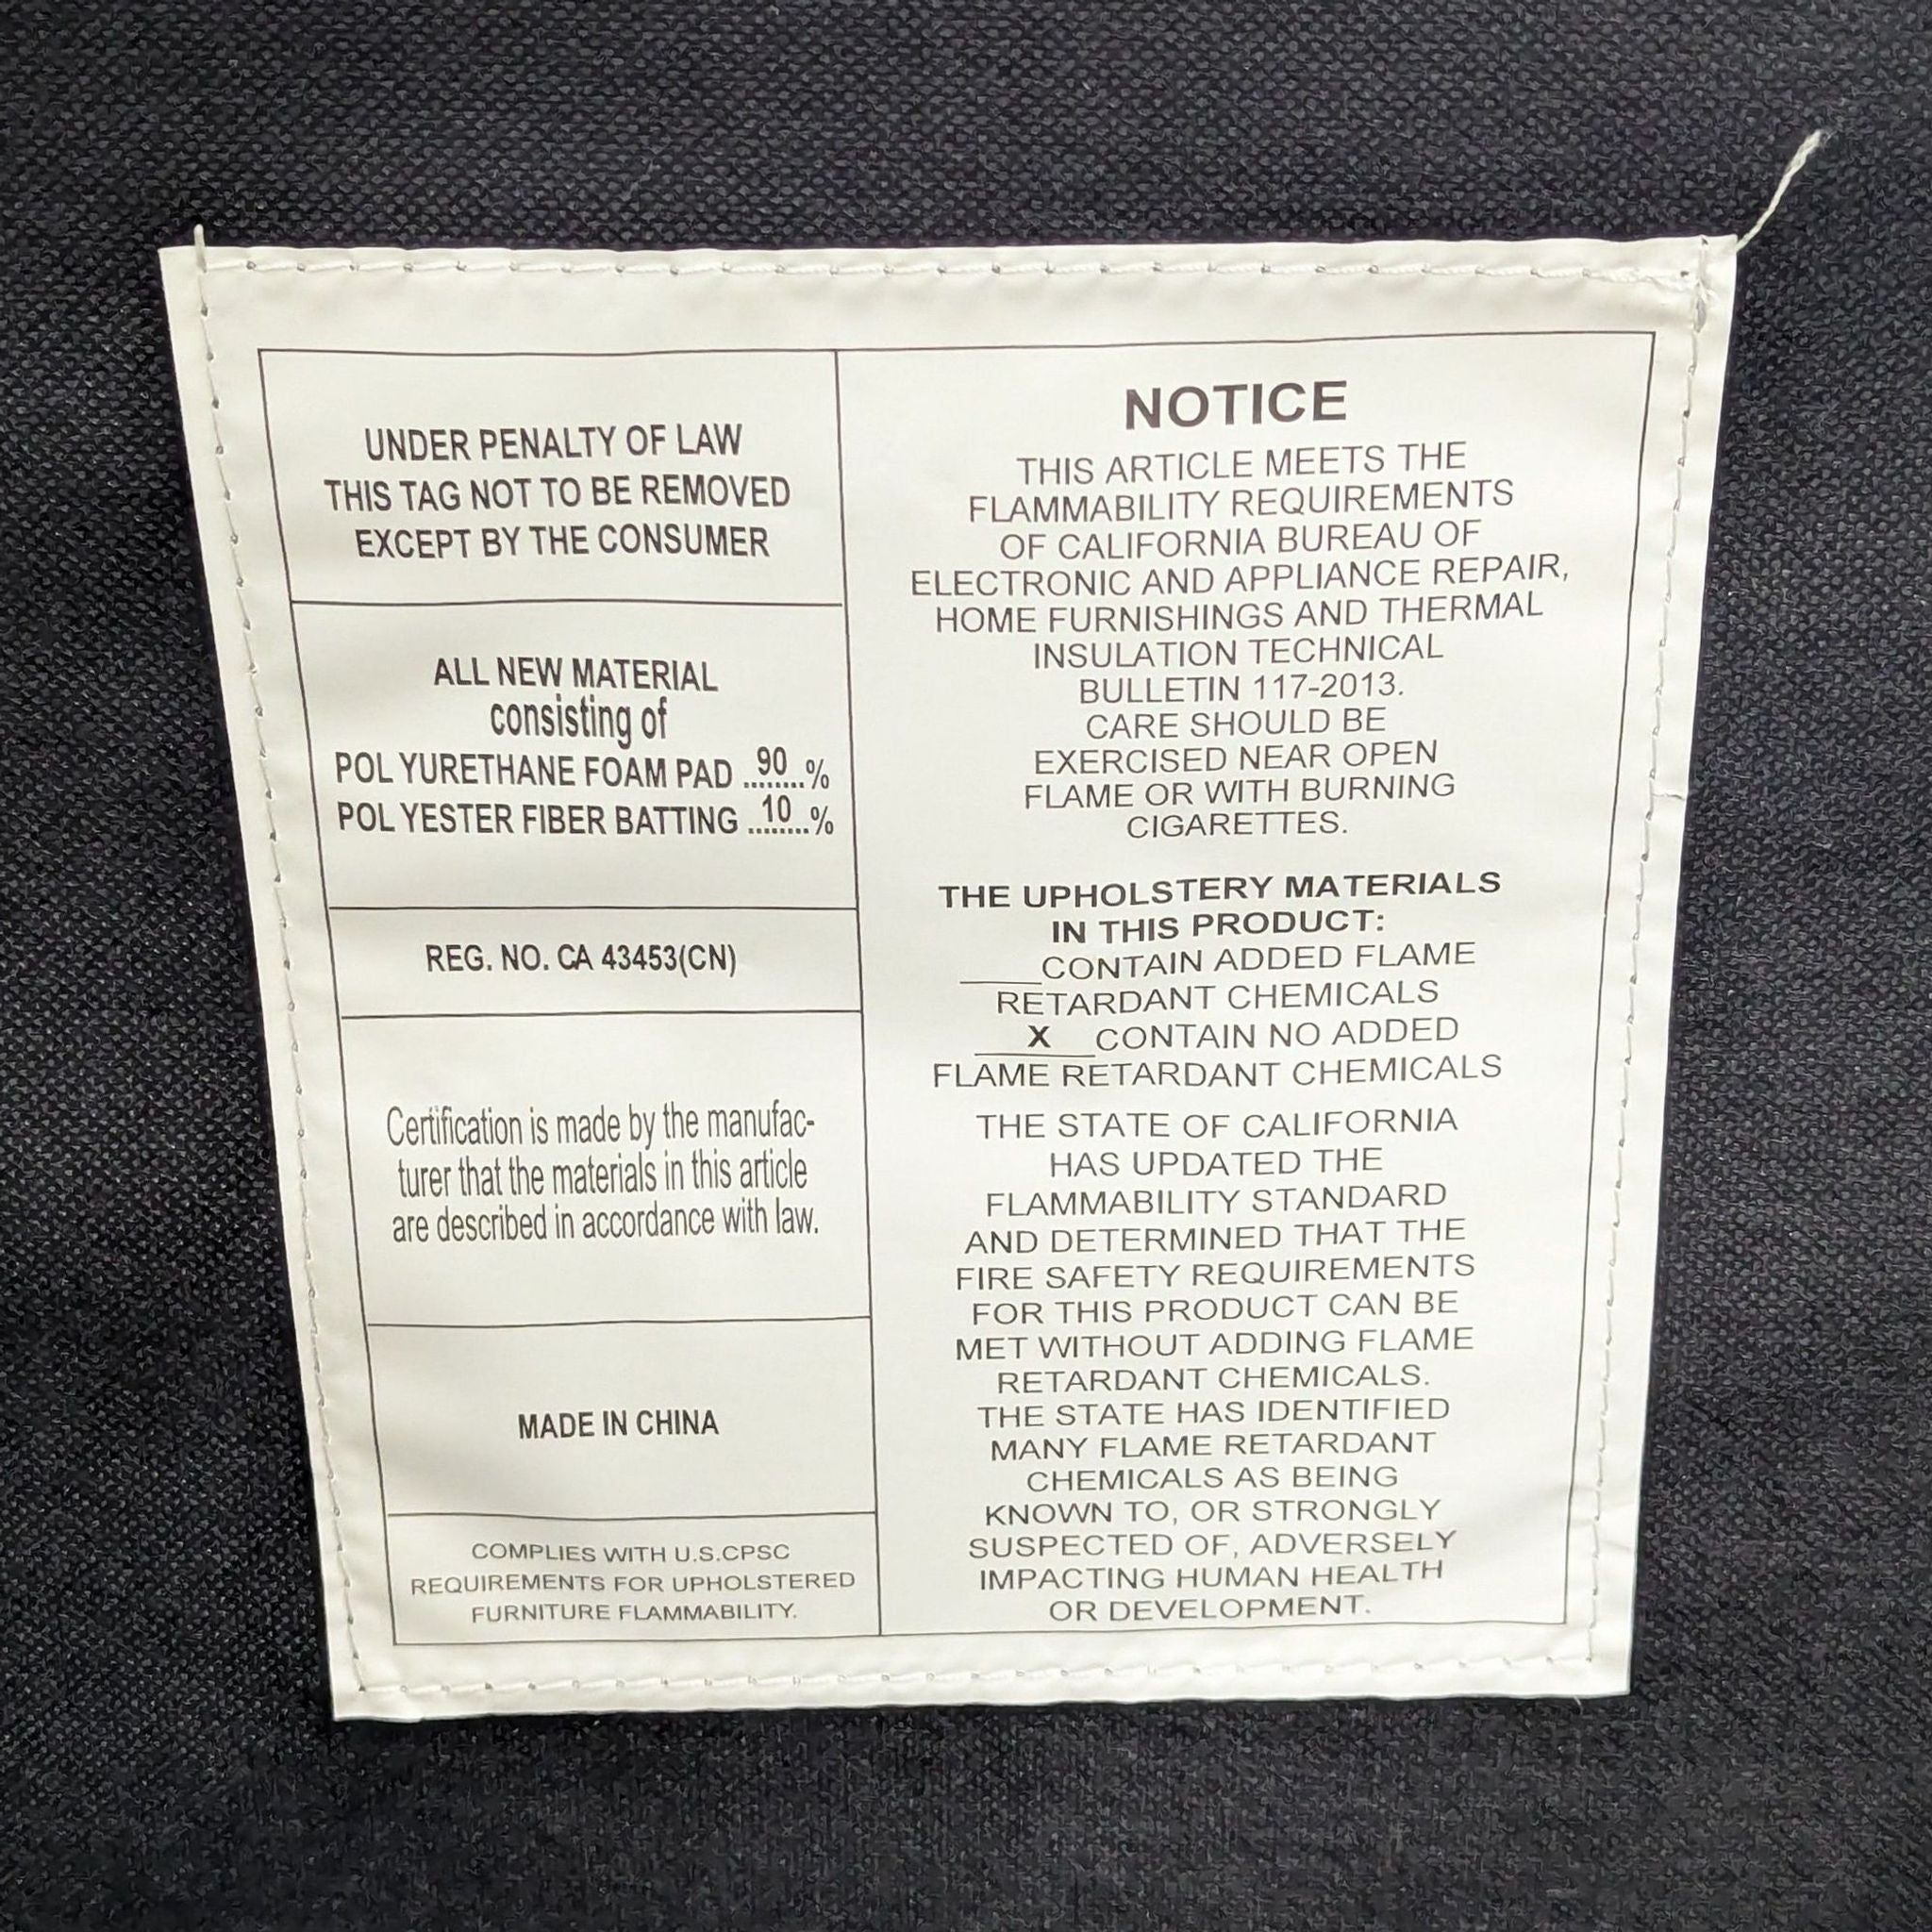 UNDER PENALTY OF LAW
THIS TAG NOT TO BE REMOVED
EXCEPT BY THE CONSUMER
ALL NEW MATERIAL
consisting of
POLYURETHANE FOAM PAD ........90..%
POLYESTER FIBER BATTING ........10..%
REG. NO. CA 43453(CN)
Certification is made by the manufac-
turer that the materials in this article
are described in accordance with law.
MADE IN CHINA
COMPLIES WITH U.S.CPSC
REQUIREMENTS FOR UPHOLSTERED
FURNITURE FLAMMABILITY.
NOTICE
THIS ARTICLE MEETS THE
FLAMMABILITY REQUIREMENTS
OF CALIFORNIA BUREAU OF
ELECTRONIC AND APPLIANCE REPAIR,
HOME FURNISHINGS AND THERMAL
INSULATION TECHNICAL
BULLETIN 117-2013.
CARE SHOULD BE
EXERCISED NEAR OPEN
FLAME OR WITH BURNING
CIGARETTES.
THE UPHOLSTERY MATERIALS
IN THIS PRODUCT:
_____CONTAIN ADDED FLAME
RETARDANT CHEMICALS
___X___CONTAIN NO ADDED
FLAME RETARDANT CHEMICALS
THE STATE OF CALIFORNIA
HAS UPDATED THE
FLAMMABILITY STANDARD
AND DETERMINED THAT THE
FIRE SAFETY REQUIREMENTS
FOR THIS PRODUCT CAN BE
MET WITHOUT ADDING FLAME
RETARDANT CHEMICALS.
THE STATE HAS IDENTIFIED
MANY FLAME RETARDANT
CHEMICALS AS BEING
KNOWN TO, OR STRONGLY
SUSPECTED OF, ADVERSELY
IMPACTING HUMAN HEALTH
OR DEVELOPMENT.